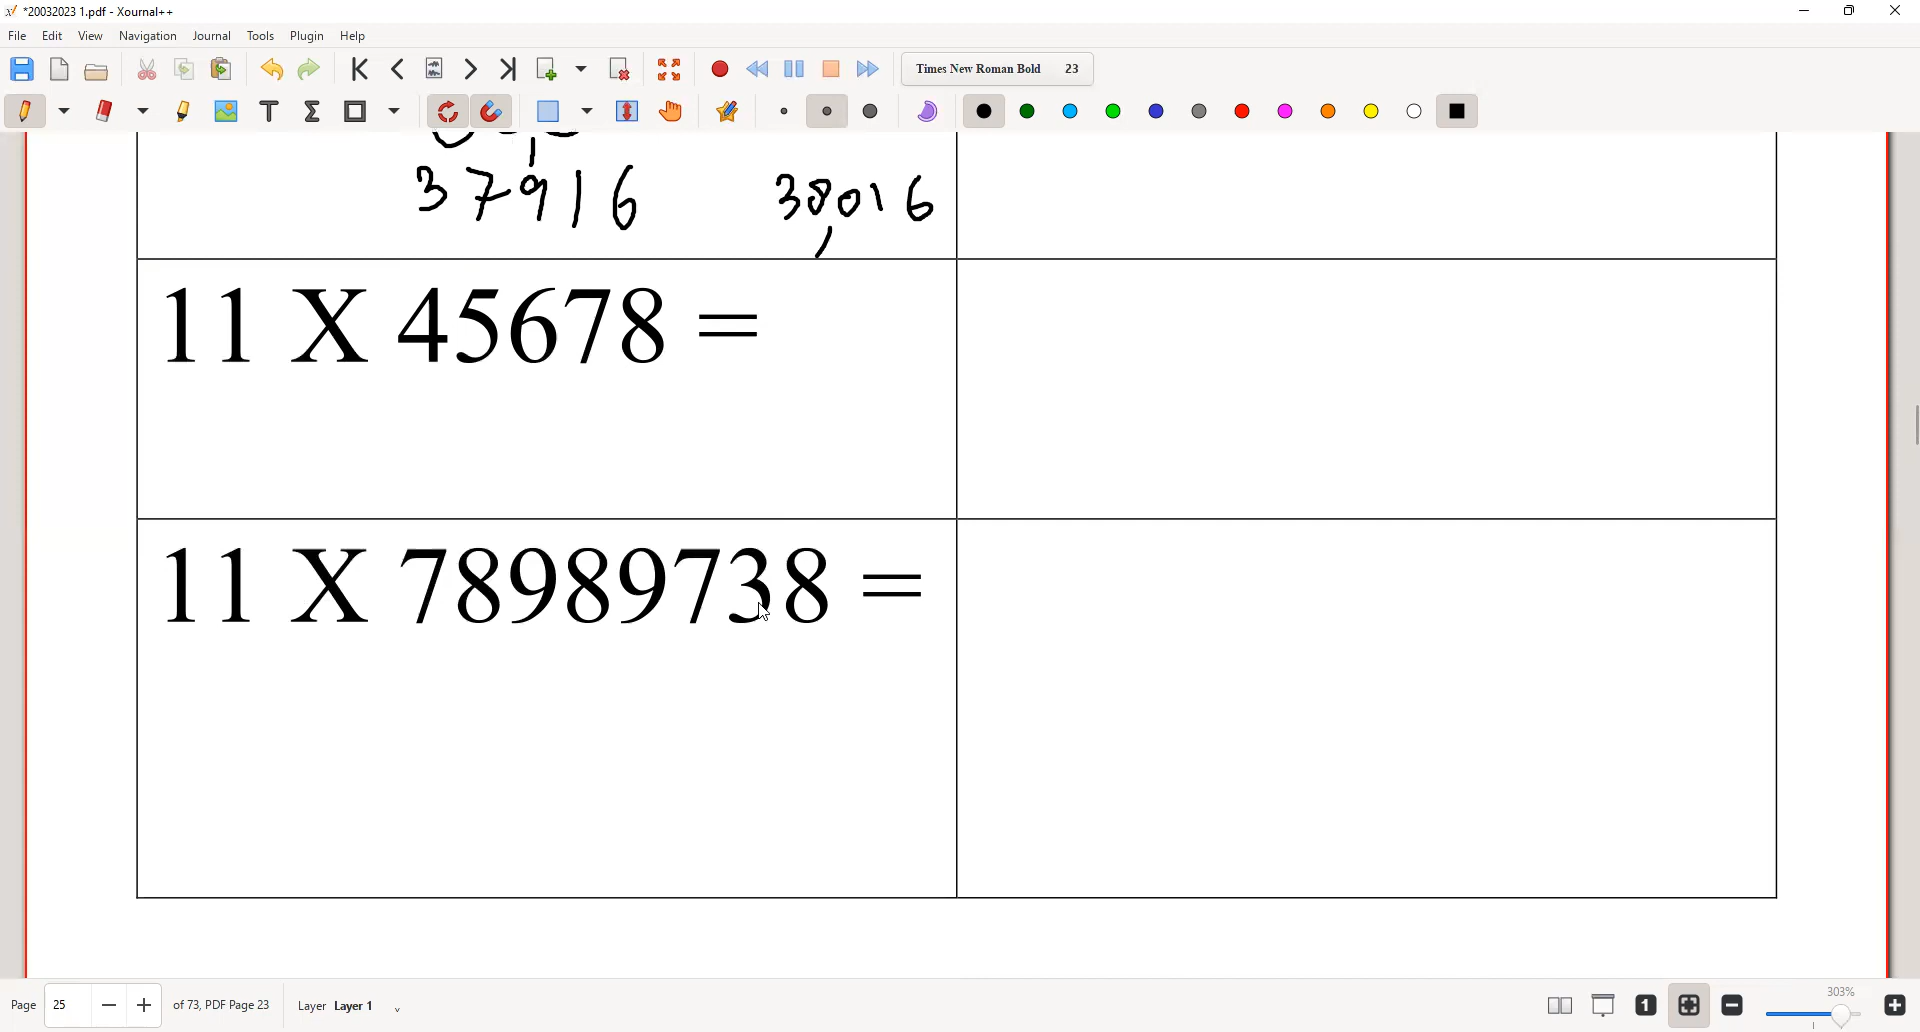 *20032023 1.pdf - Xournal++
File Edit View Navigation Journal Tools Plugin Help
Times New Roman Bold 23
37916 38016
11 X 45678 =
11 X 78989738 =
303%
Page 25 of 73, PDF Page 23 Layer Layer 1 1